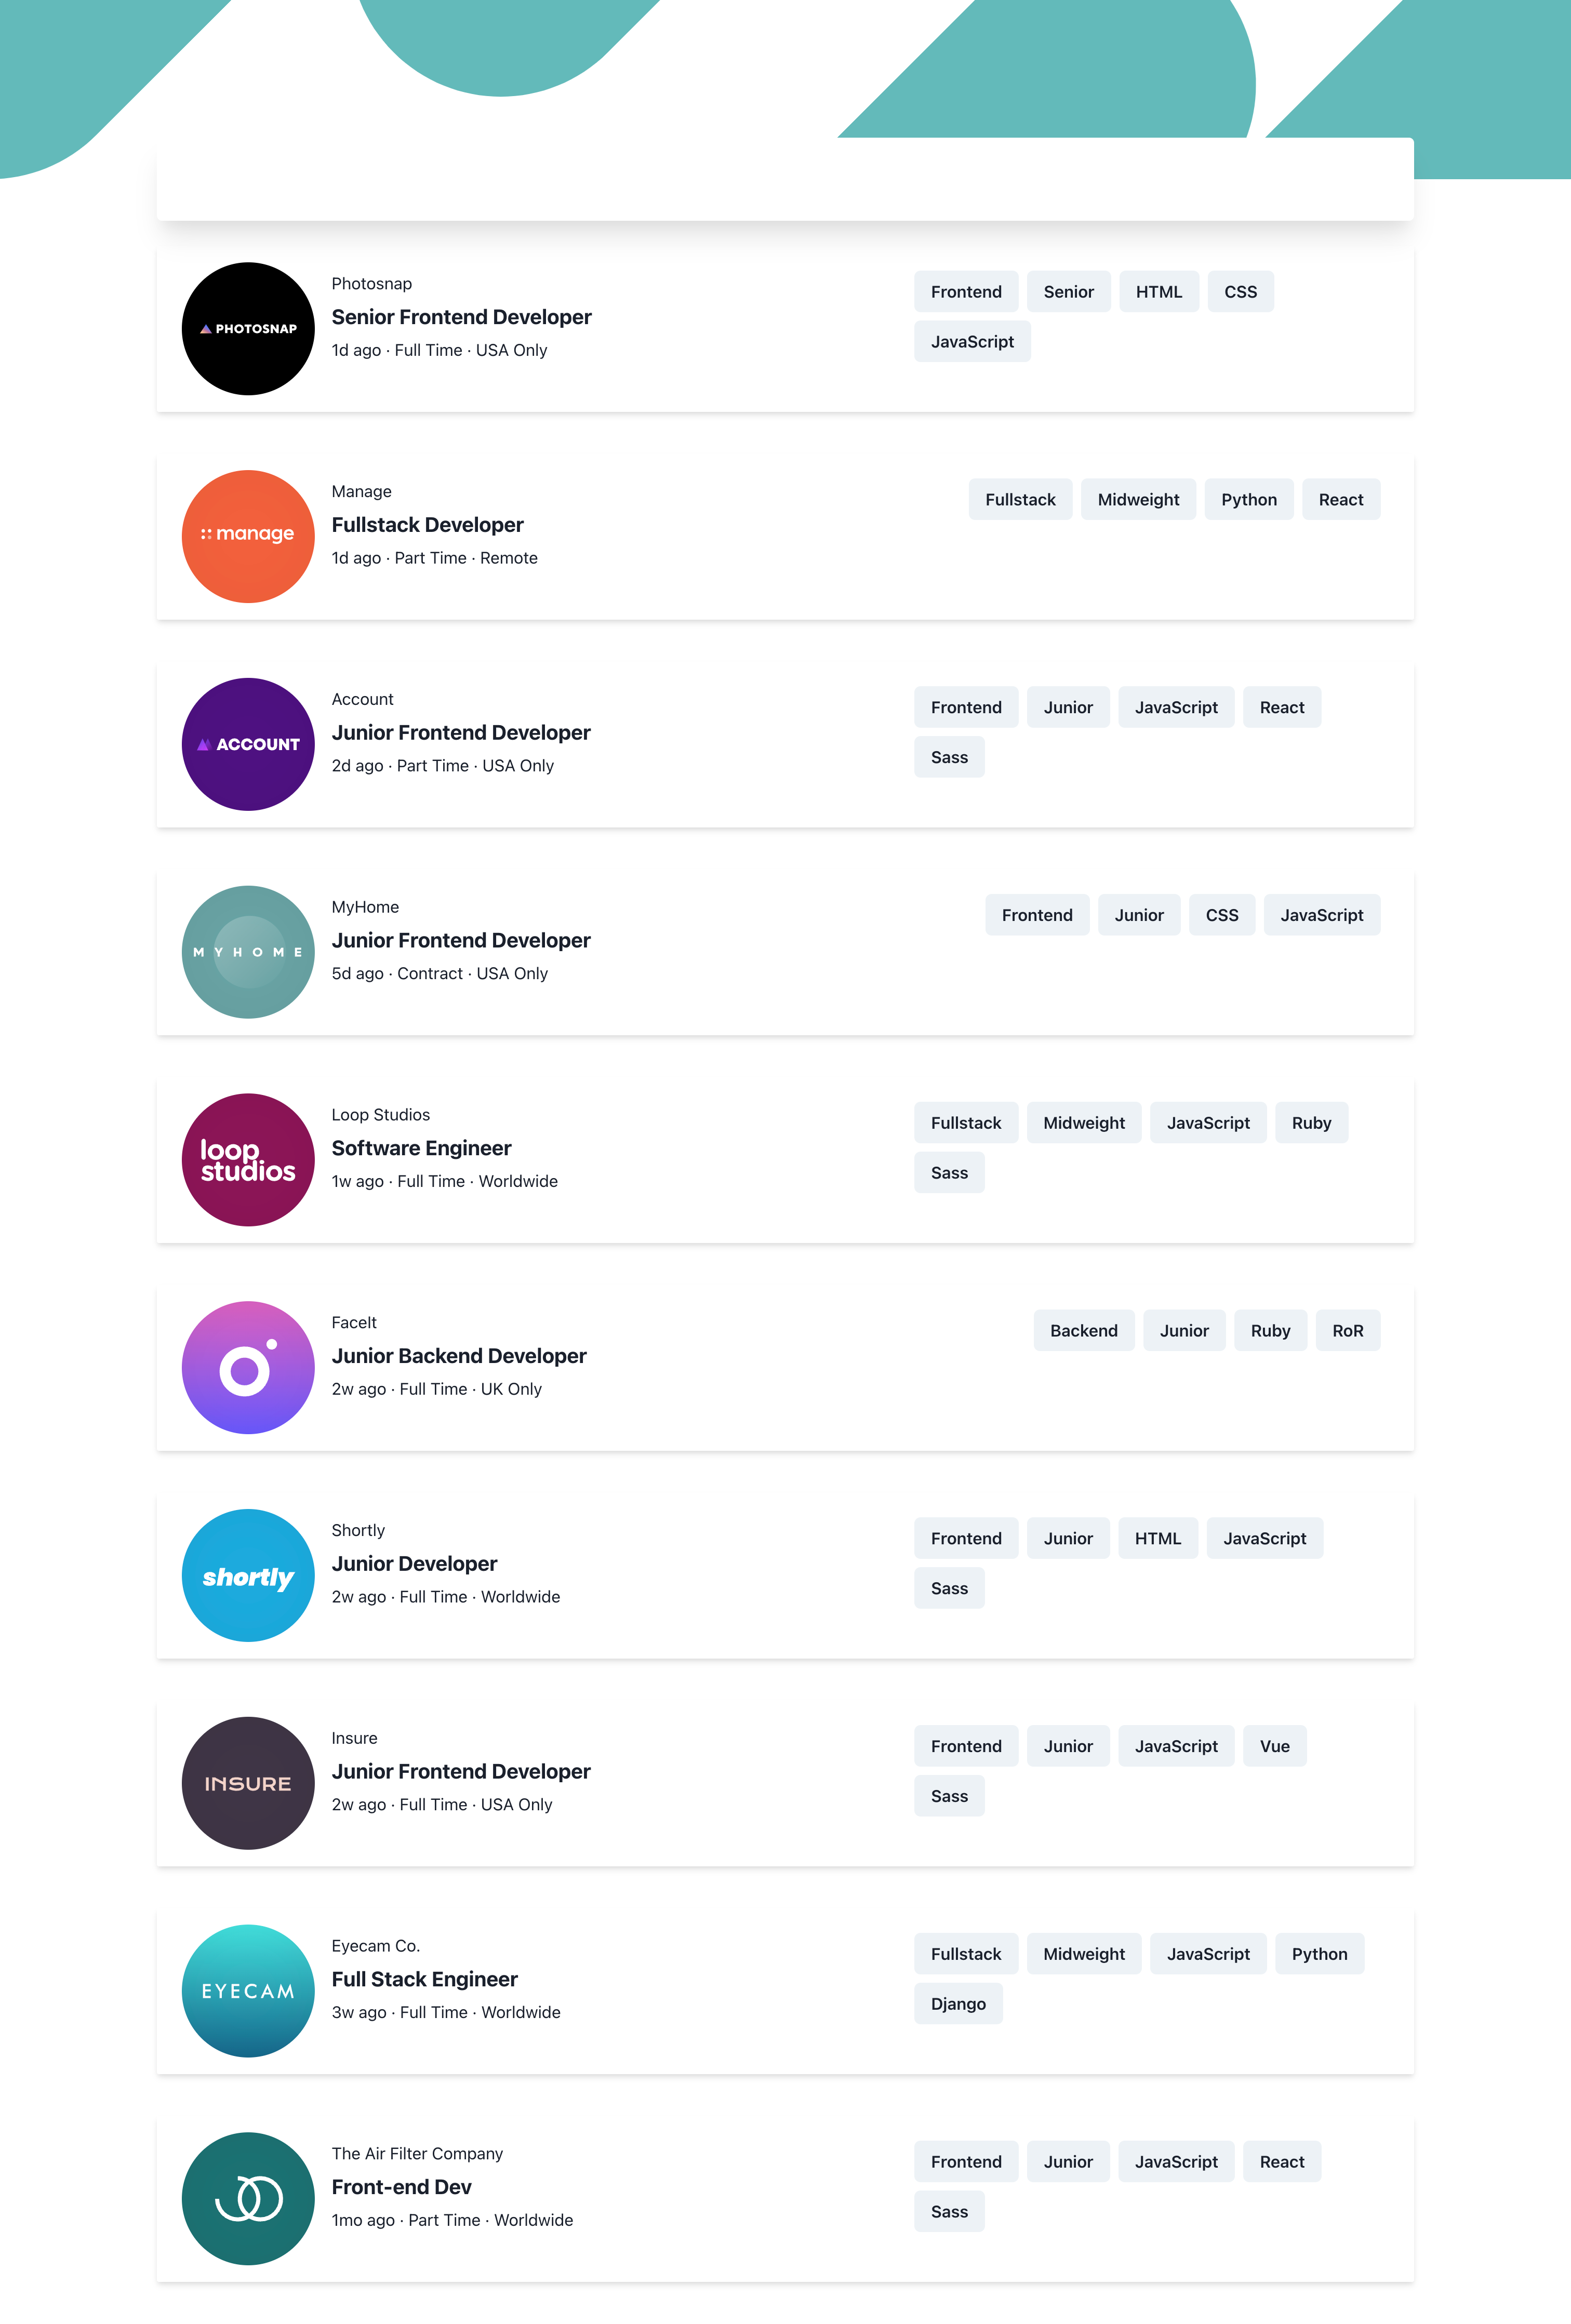 PHOTOSNAP
Photosnap
Senior Frontend Developer
1d ago · Full Time · USA Only
Frontend Senior HTML CSS
JavaScript
manage
Manage
Fullstack Developer
1d ago · Part Time · Remote
Fullstack Midweight Python React
ACCOUNT
Account
Junior Frontend Developer
2d ago · Part Time · USA Only
Frontend Junior JavaScript React
Sass
MYHOME
MyHome
Junior Frontend Developer
5d ago · Contract · USA Only
Frontend Junior CSS JavaScript
loop
studios
Loop Studios
Software Engineer
1w ago · Full Time · Worldwide
Fullstack Midweight JavaScript Ruby
Sass
FaceIt
Junior Backend Developer
2w ago · Full Time · UK Only
Backend Junior Ruby RoR
shortly
Shortly
Junior Developer
2w ago · Full Time · Worldwide
Frontend Junior HTML JavaScript
Sass
INSURE
Insure
Junior Frontend Developer
2w ago · Full Time · USA Only
Frontend Junior JavaScript Vue
Sass
EYECAM
Eyecam Co.
Full Stack Engineer
3w ago · Full Time · Worldwide
Fullstack Midweight JavaScript Python
Django
The Air Filter Company
Front-end Dev
1mo ago · Part Time · Worldwide
Frontend Junior JavaScript React
Sass